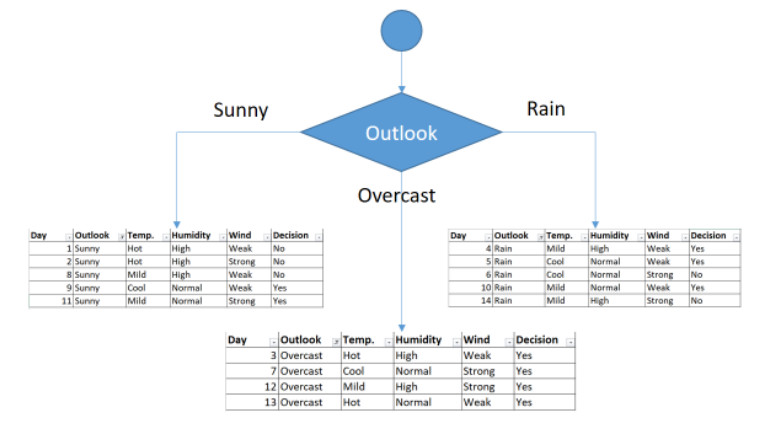 Sunny
Rain
Outlook
Overcast
Day Outlook Temp. Humidity Wind Decision
1 Sunny Hot High Weak No
2 Sunny Hot High Strong No
8 Sunny Mild High Weak No
9 Sunny Cool Normal Weak Yes
11 Sunny Mild Normal Strong Yes
Day Outlook Temp. Humidity Wind Decision
4 Rain Mild High Weak Yes
5 Rain Cool Normal Weak Yes
6 Rain Cool Normal Strong No
10 Rain Mild Normal Weak Yes
14 Rain Mild High Strong No
Day Outlook Temp. Humidity Wind Decision
3 Overcast Hot High Weak Yes
7 Overcast Cool Normal Strong Yes
12 Overcast Mild High Strong Yes
13 Overcast Hot Normal Weak Yes